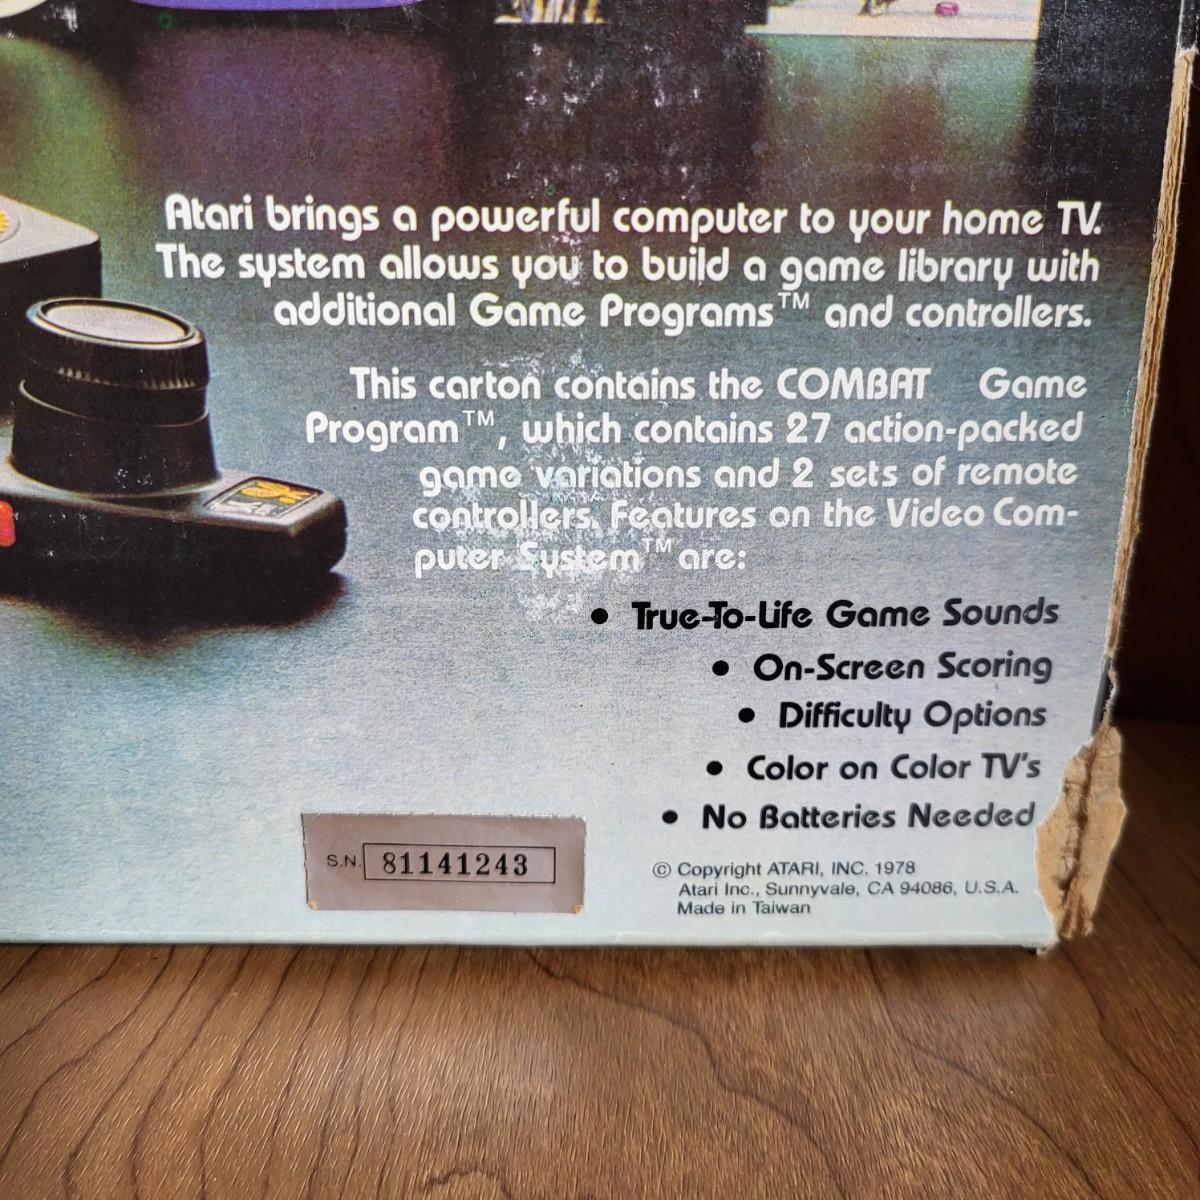 Atari brings a powerful computer to your home TV.
The system allows you to build a game library with
additional Game Programs™ and controllers.
This carton contains the COMBAT Game
Program™, which contains 27 action-packed
game variations and 2 sets of remote
controllers. Features on the Video Com-
puter System™ are:
• True-To-Life Game Sounds
• On-Screen Scoring
• Difficulty Options
• Color on Color TV's
• No Batteries Needed
S.N. 81141243
© Copyright ATARI, INC. 1978
Atari Inc., Sunnyvale, CA 94086, U.S.A.
Made in Taiwan